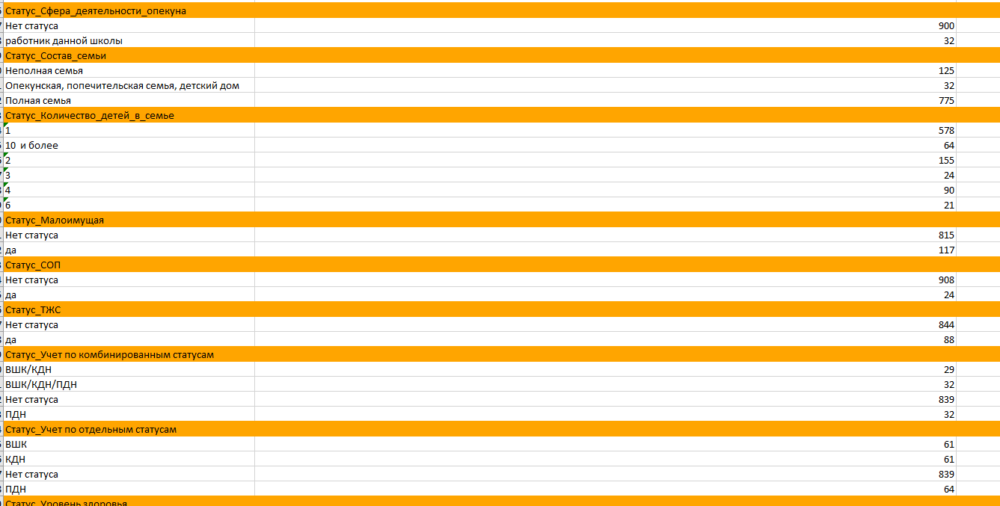 Статус_Сфера_деятельности_опекуна
Нет статуса 900
работник данной школы 32
Статус_Состав_семьи
Неполная семья 125
Опекунская, попечительская семья, детский дом 32
Полная семья 775
Статус_Количество_детей_в_семье
1 578
10  и более 64
2 155
3 24
4 90
6 21
Статус_Малоимущая
Нет статуса 815
да 117
Статус_СОП
Нет статуса 908
да 24
Статус_ТЖС
Нет статуса 844
да 88
Статус_Учет по комбинированным статусам
ВШК/КДН 29
ВШК/КДН/ПДН 32
Нет статуса 839
ПДН 32
Статус_Учет по отдельным статусам
ВШК 61
КДН 61
Нет статуса 839
ПДН 64
Статус_Уровень здоровья